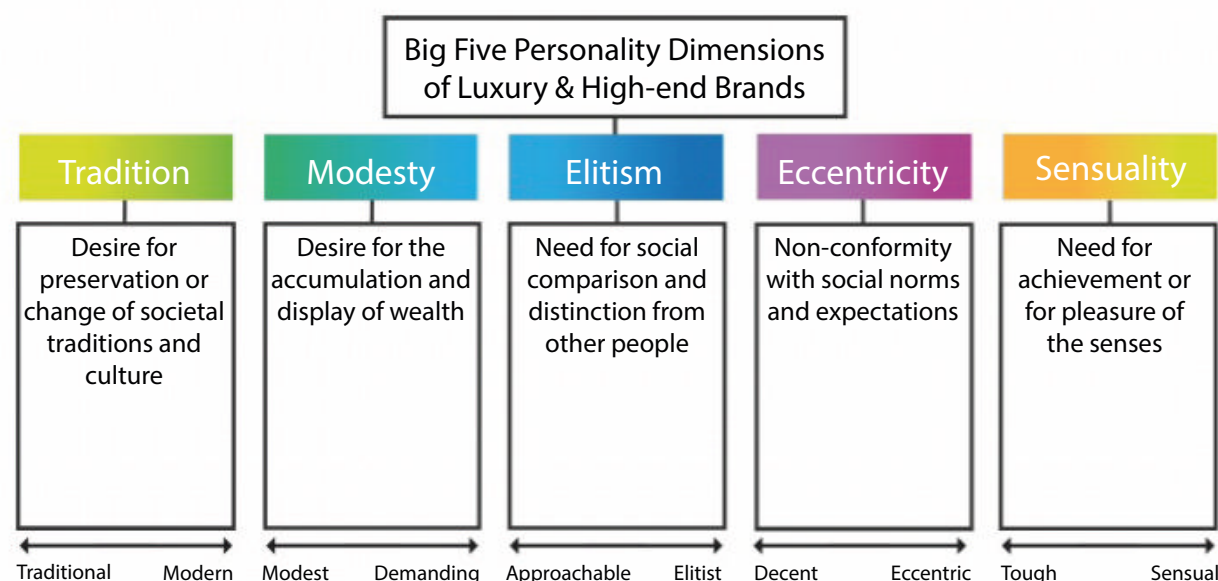 Big Five Personality Dimensions
of Luxury & High-end Brands
Tradition
Desire for
preservation or
change of societal
traditions and
culture
Traditional Modern
Modesty
Desire for the
accumulation and
display of wealth
Modest Demanding
Elitism
Need for social
comparison and
distinction from
other people
Approachable Elitist
Eccentricity
Non-conformity
with social norms
and expectations
Decent Eccentric
Sensuality
Need for
achievement or
for pleasure of
the senses
Tough Sensual